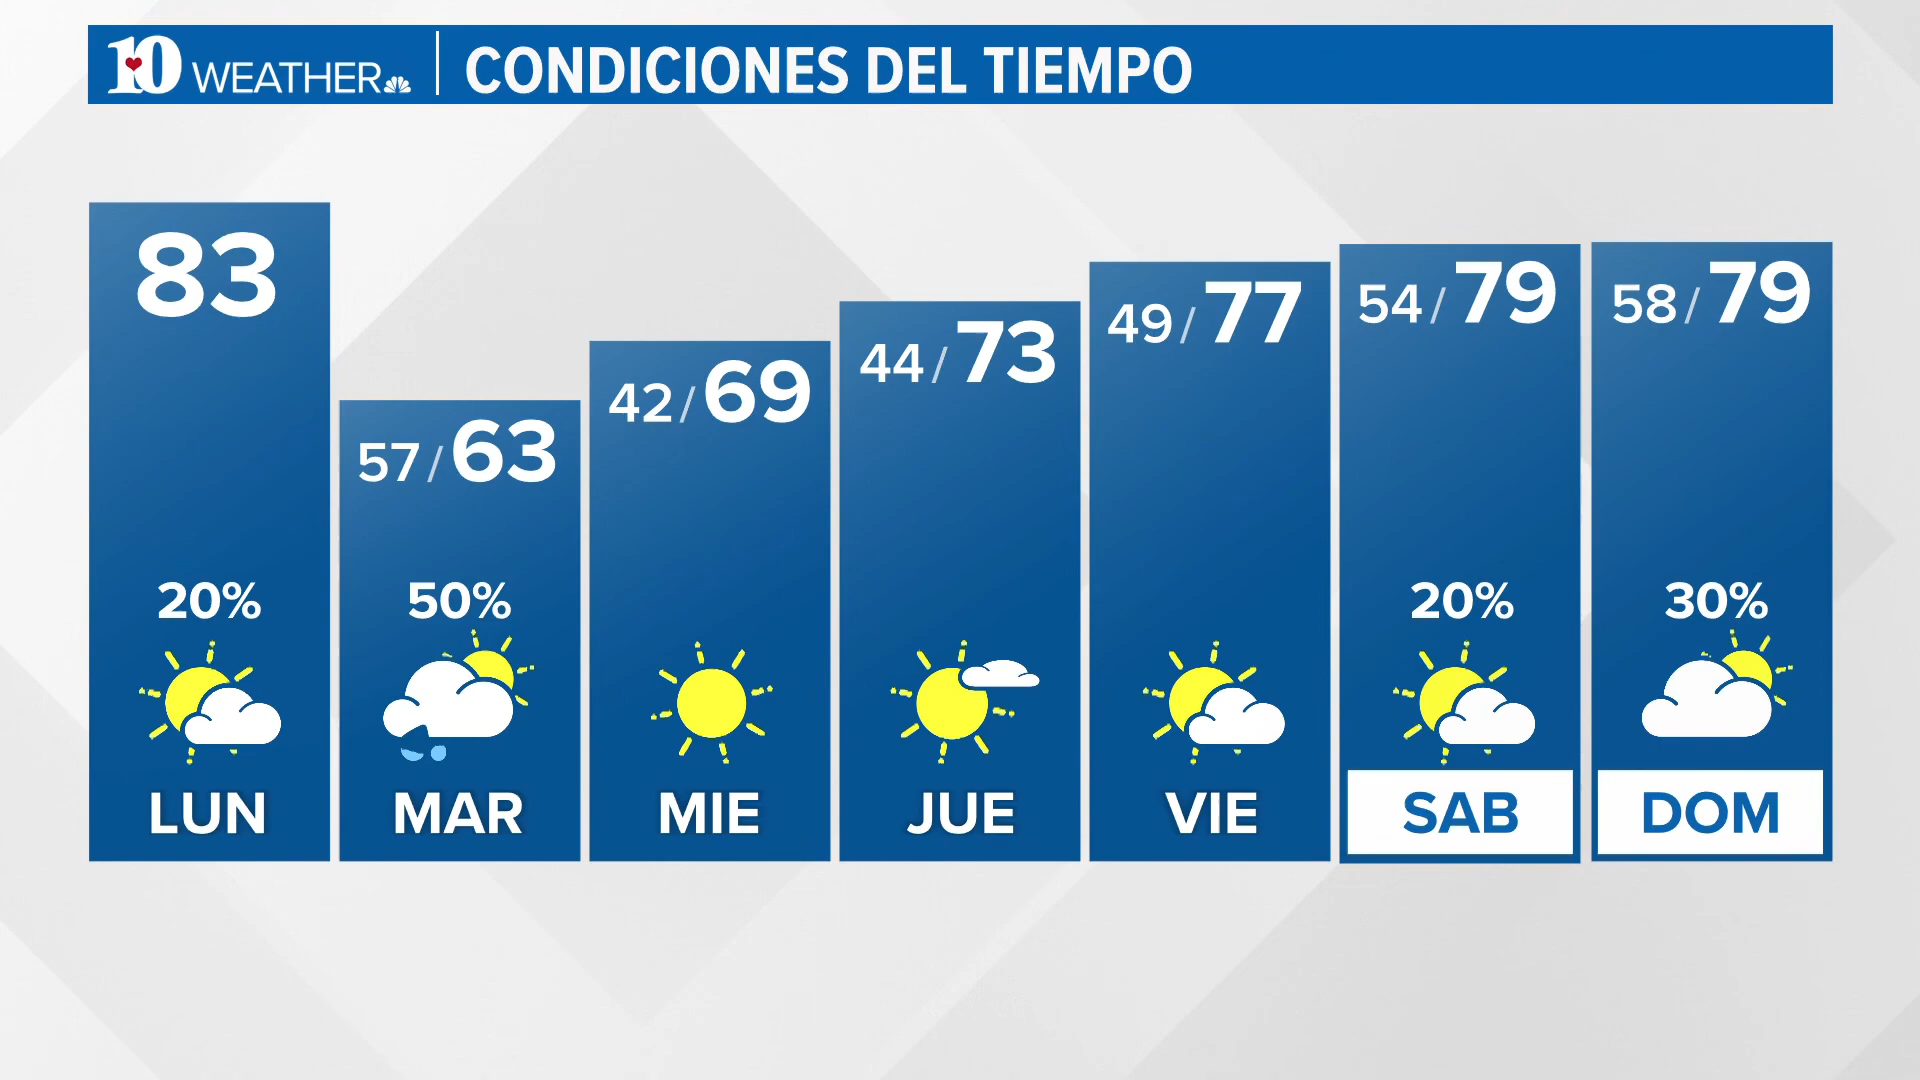 10 WEATHER
CONDICIONES DEL TIEMPO
83
20%
LUN
57/63
50%
MAR
42/69
MIE
44/73
JUE
49/77
VIE
54/79
20%
SAB
58/79
30%
DOM